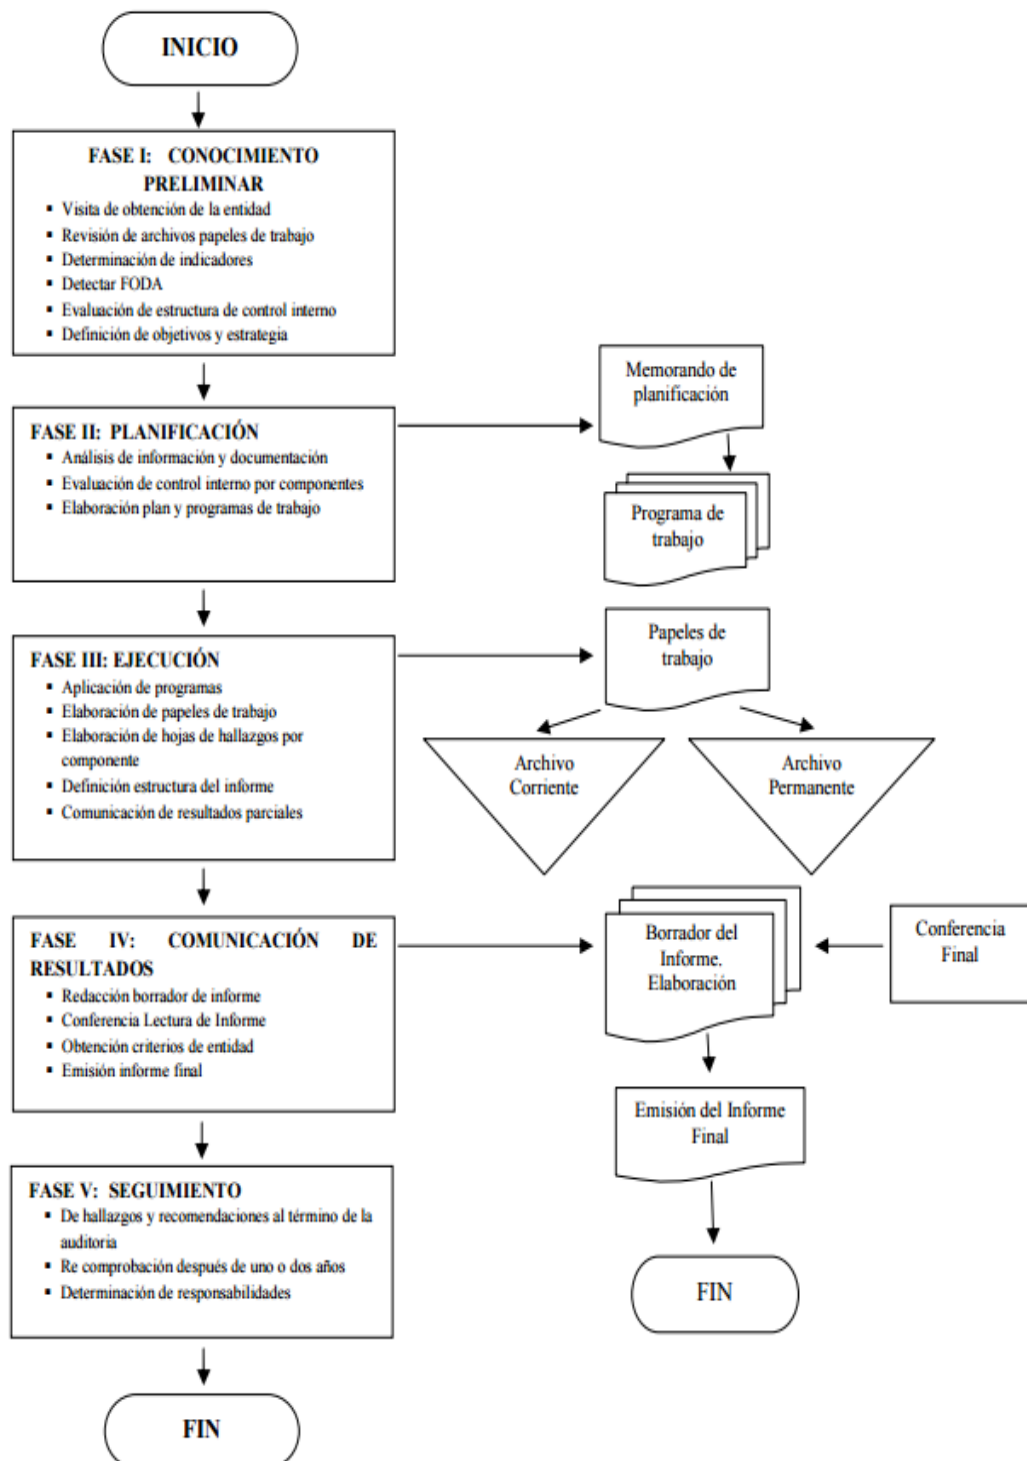 INICIO
FASE I: CONOCIMIENTO
PRELIMINAR
▪ Visita de obtención de la entidad
▪ Revisión de archivos papeles de trabajo
▪ Determinación de indicadores
▪ Detectar FODA
▪ Evaluación de estructura de control interno
▪ Definición de objetivos y estrategia
Memorando de
planificación
FASE II: PLANIFICACIÓN
▪ Análisis de información y documentación
▪ Evaluación de control interno por componentes
▪ Elaboración plan y programas de trabajo
Programa de
trabajo
FASE III: EJECUCIÓN
▪ Aplicación de programas
▪ Elaboración de papeles de trabajo
▪ Elaboración de hojas de hallazgos por
componente
▪ Definición estructura del informe
▪ Comunicación de resultados parciales
Papeles de
trabajo
Archivo
Corriente
Archivo
Permanente
FASE IV: COMUNICACIÓN DE
RESULTADOS
▪ Redacción borrador de informe
▪ Conferencia Lectura de Informe
▪ Obtención criterios de entidad
▪ Emisión informe final
Borrador del
Informe.
Elaboración
Conferencia
Final
Emisión del Informe
Final
FASE V: SEGUIMIENTO
▪ De hallazgos y recomendaciones al término de la
auditoria
▪ Re comprobación después de uno o dos años
▪ Determinación de responsabilidades
FIN
FIN